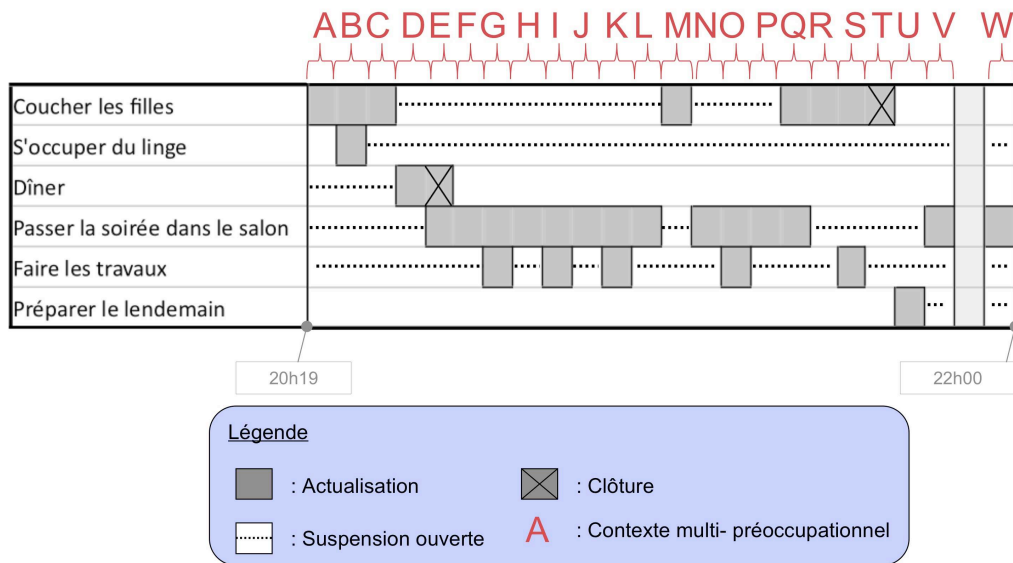 A B C D E F G H I J K L M N O P Q R S T U V W
Coucher les filles
S'occuper du linge
Dîner
Passer la soirée dans le salon
Faire les travaux
Préparer le lendemain
20h19 22h00
Légende
: Actualisation : Clôture
: Suspension ouverte A : Contexte multi- préoccupationnel